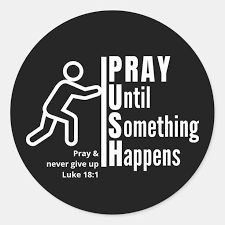 PRAY
Until
Something
Happens
Pray &
never give up
Luke 18:1